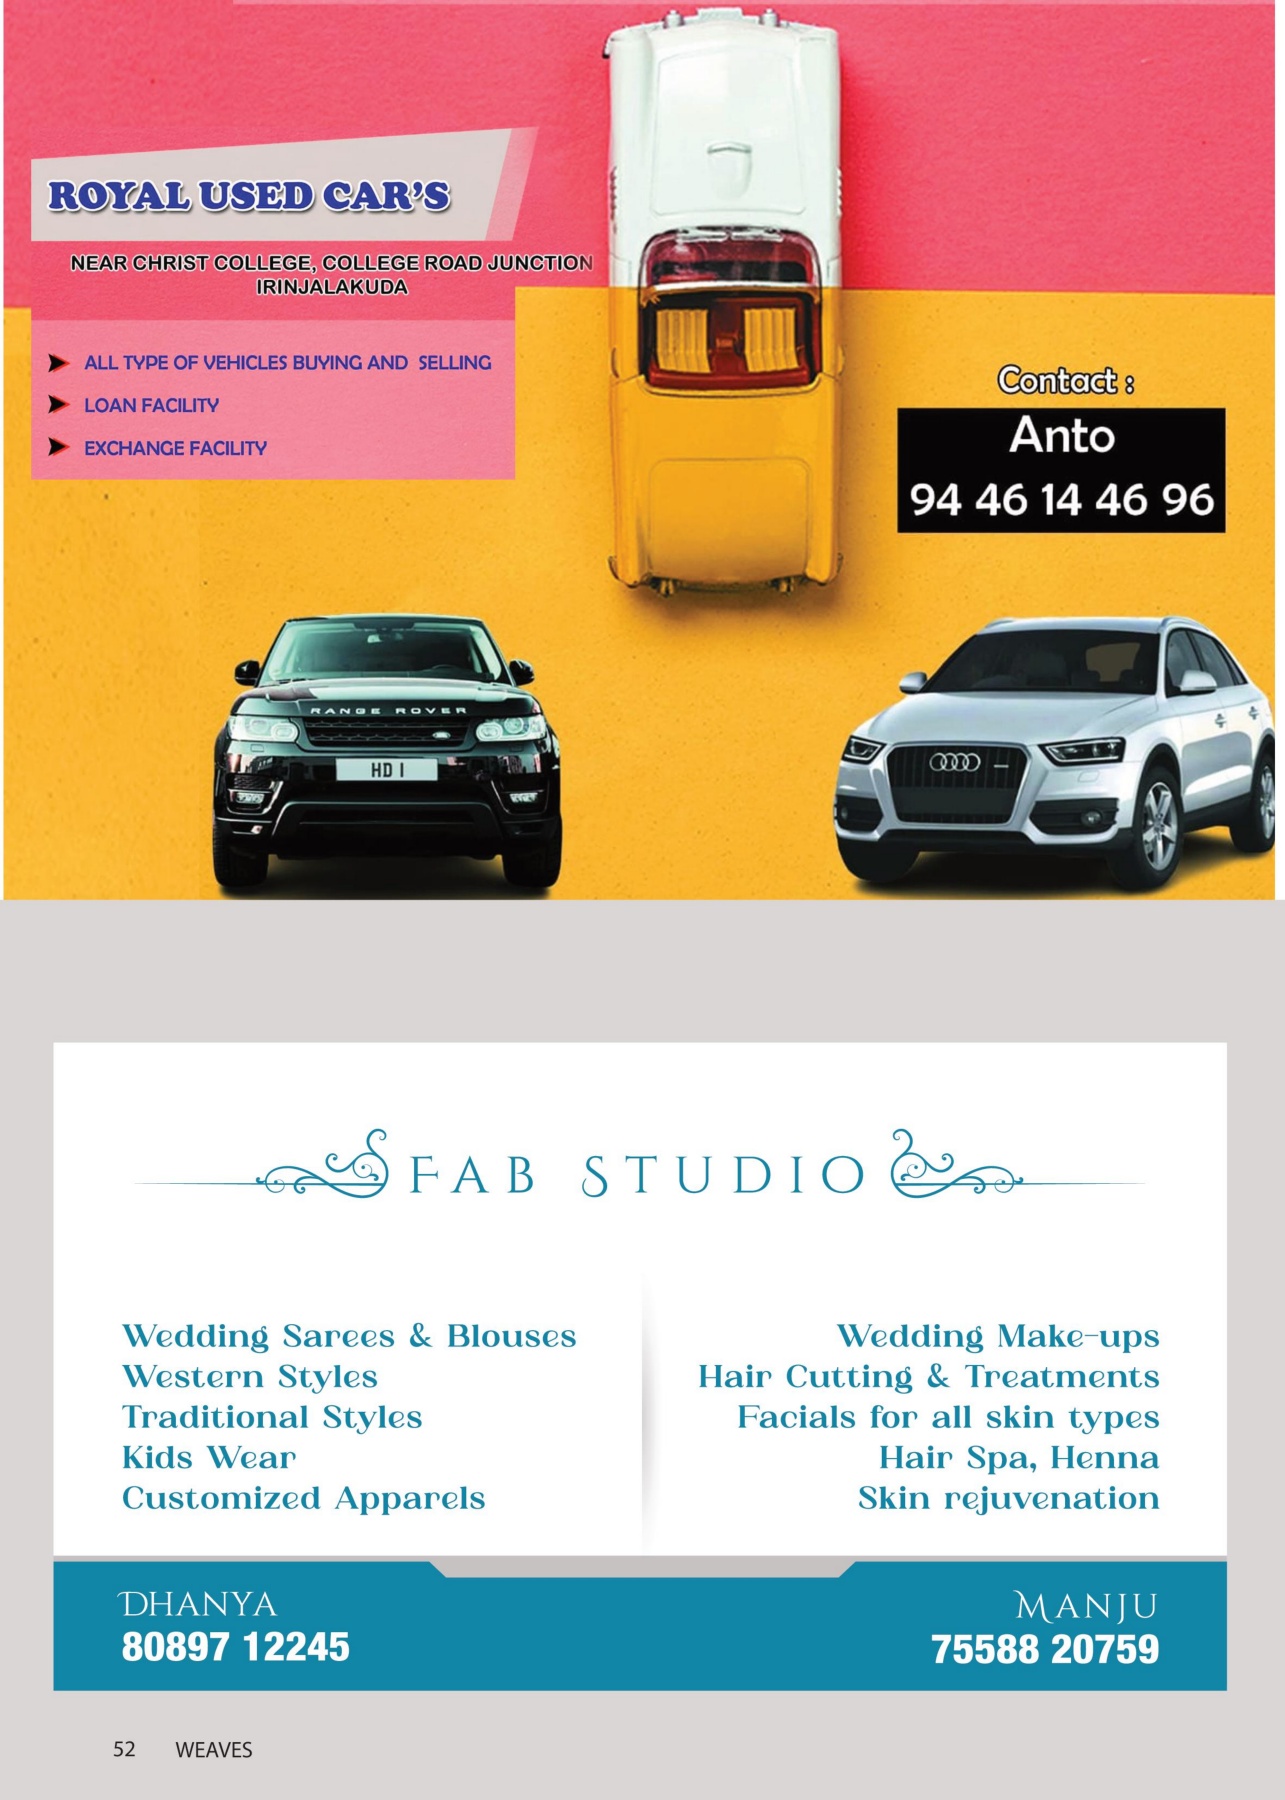 ROYAL USED CAR'S
NEAR CHRIST COLLEGE, COLLEGE ROAD JUNCTION
IRINJALAKUDA
ALL TYPE OF VEHICLES BUYING AND SELLING
LOAN FACILITY
EXCHANGE FACILITY
Contact :
Anto
94 46 14 46 96
RANGE ROVER
HD 1
FAB STUDIO
Wedding Sarees & Blouses
Western Styles
Traditional Styles
Kids Wear
Customized Apparels
Wedding Make-ups
Hair Cutting & Treatments
Facials for all skin types
Hair Spa, Henna
Skin rejuvenation
DHANYA
80897 12245
MANJU
75588 20759
52 WEAVES